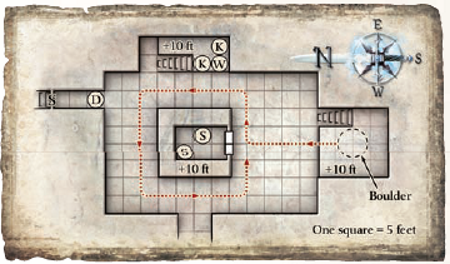 E
N
S
W
+10 ft
K
K W
S
D
S
S
+10 ft
+10 ft
Boulder
One square = 5 feet